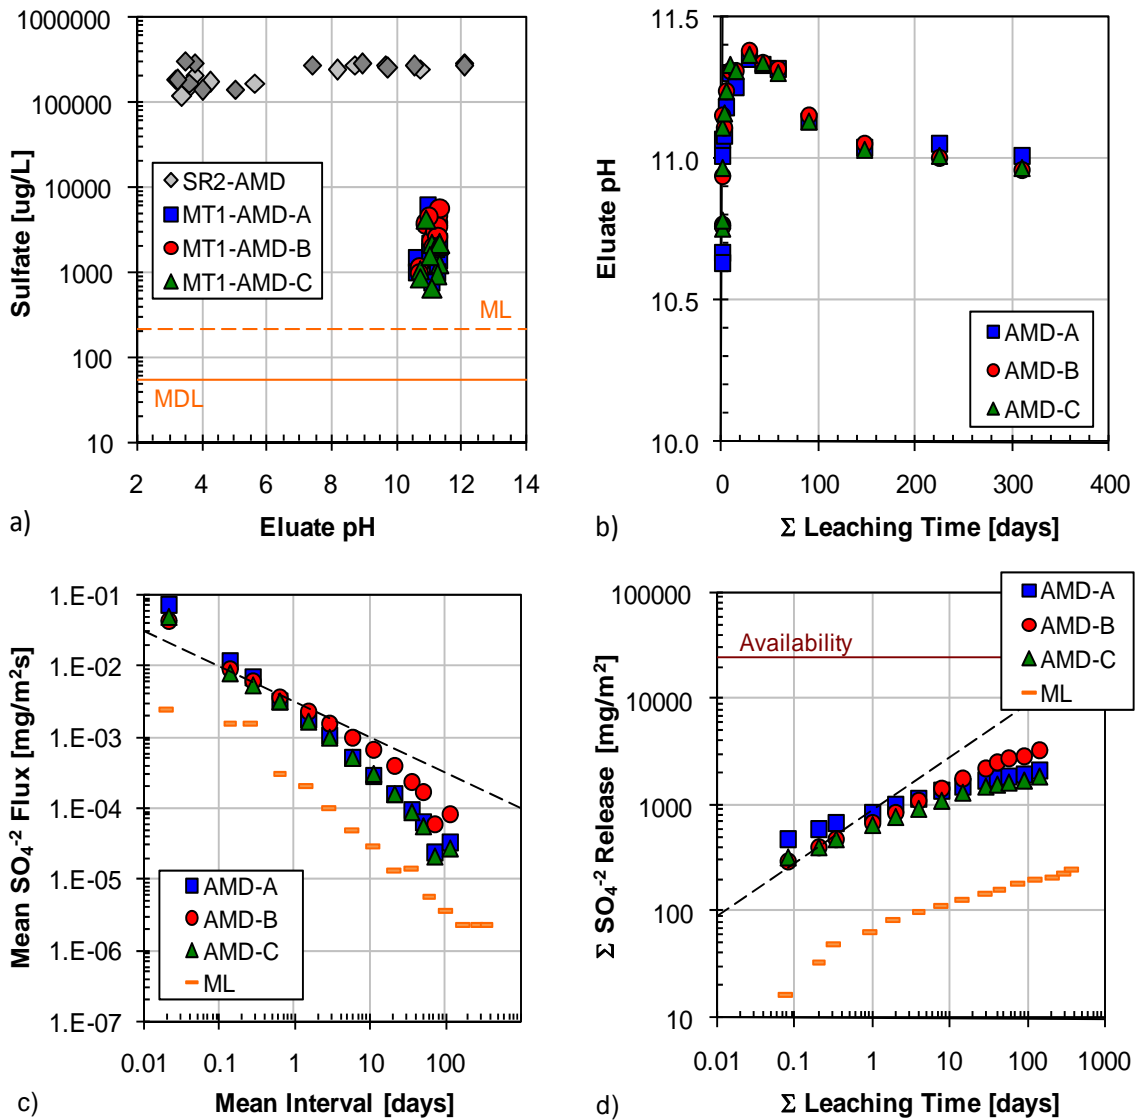 1000000
100000
10000
1000
100
10
Sulfate [ug/L]
SR2-AMD
MT1-AMD-A
MT1-AMD-B
MT1-AMD-C
ML
MDL
2 4 6 8 10 12 14
a)
Eluate pH
11.5
11.0
10.5
10.0
Eluate pH
AMD-A
AMD-B
AMD-C
0 100 200 300 400
b)
Σ Leaching Time [days]
1.E-01
1.E-02
1.E-03
1.E-04
1.E-05
1.E-06
1.E-07
Mean SO₄⁻² Flux [mg/m²s]
AMD-A
AMD-B
AMD-C
ML
0.01 0.1 1 10 100
c)
Mean Interval [days]
100000
10000
1000
100
10
Σ SO₄⁻² Release [mg/m²]
AMD-A
AMD-B
AMD-C
ML
Availability
0.01 0.1 1 10 100 1000
d)
Σ Leaching Time [days]